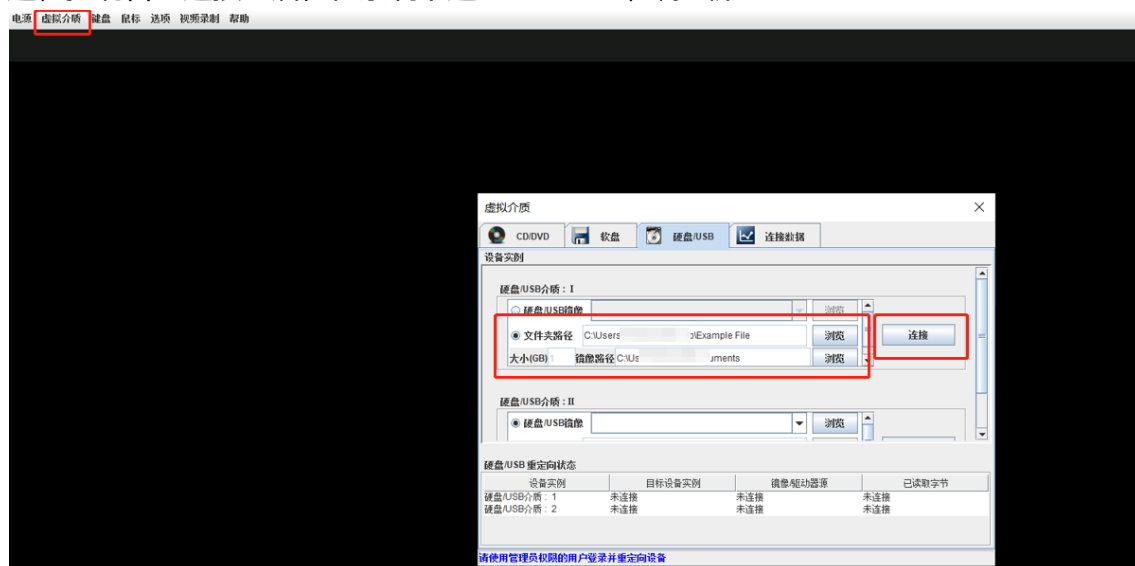 电源 虚拟介质 键盘 鼠标 选项 视频录制 帮助
虚拟介质
CD/DVD 软盘 硬盘/USB 连接数据
设备实例
硬盘/USB介质：I
硬盘/USB镜像 浏览
文件夹路径 C:\Users \Example File 浏览 连接
大小(GB) 1 镜像路径 C:\Us uments 浏览
硬盘/USB介质：II
硬盘/USB镜像 浏览
硬盘/USB 重定向状态
设备实例 目标设备实例 镜像/驱动器源 已读取字节
硬盘/USB介质：1 未连接 未连接 未连接
硬盘/USB介质：2 未连接 未连接 未连接
请使用管理员权限的用户登录并重定向设备